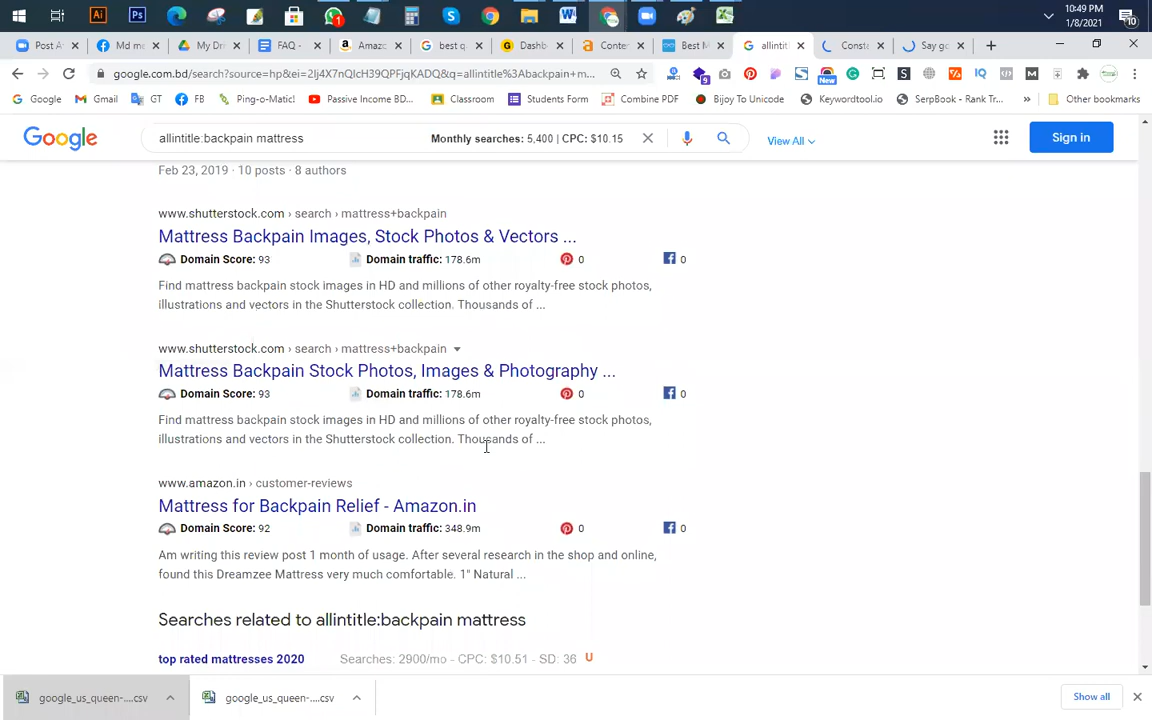 Ai
Ps
1
W
X
10:49 PM
1/8/2021
10
Post A
Md m
My Dr
FAQ -
Amazo
best q
Dashb
Conter
Best M
allintit
Consta
Say go
google.com.bd/search?source=hp&ei=2Ij4X7nQIcH39QPFjqKADQ&q=allintitle%3Abackpain+m...
9
New
S
IQ
M
Google
Gmail
GT
FB
Ping-o-Matic!
Passive Income BD...
Classroom
Students Form
Combine PDF
Bijoy To Unicode
Keywordtool.io
SerpBook - Rank Tr...
»
Other bookmarks
Google
allintitle:backpain mattress
Monthly searches: 5,400 | CPC: $10.15
View All
Sign in
Feb 23, 2019 · 10 posts · 8 authors
www.shutterstock.com › search › mattress+backpain
Mattress Backpain Images, Stock Photos & Vectors ...
Domain Score: 93
Domain traffic: 178.6m
0
0
Find mattress backpain stock images in HD and millions of other royalty-free stock photos,
illustrations and vectors in the Shutterstock collection. Thousands of ...
www.shutterstock.com › search › mattress+backpain
Mattress Backpain Stock Photos, Images & Photography ...
Domain Score: 93
Domain traffic: 178.6m
0
0
Find mattress backpain stock images in HD and millions of other royalty-free stock photos,
illustrations and vectors in the Shutterstock collection. Thousands of ...
www.amazon.in › customer-reviews
Mattress for Backpain Relief - Amazon.in
Domain Score: 92
Domain traffic: 348.9m
0
0
Am writing this review post 1 month of usage. After several research in the shop and online,
found this Dreamzee Mattress very much comfortable. 1" Natural ...
Searches related to allintitle:backpain mattress
top rated mattresses 2020
Searches: 2900/mo - CPC: $10.51 - SD: 36
U
google_us_queen-....csv
google_us_queen-....csv
Show all